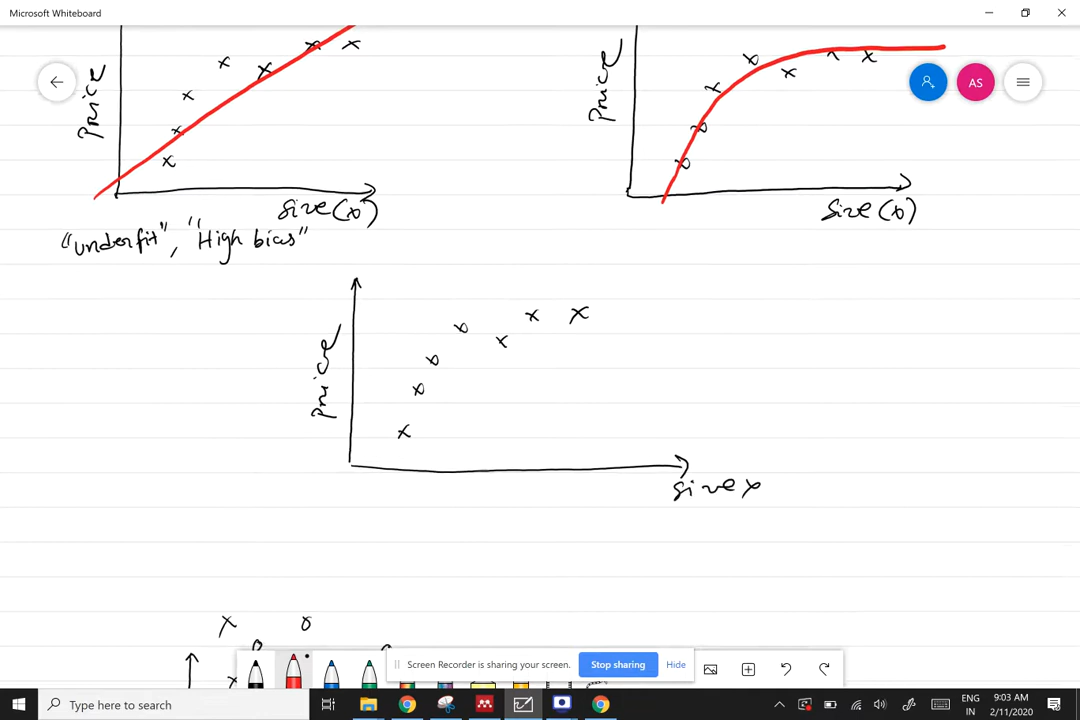 Microsoft Whiteboard
Price
size (x)
Price
size (x)
AS
"underfit", "High bias"
Price
size x
Screen Recorder is sharing your screen.
Stop sharing
Hide
Type here to search
ENG
IN
9:03 AM
2/11/2020